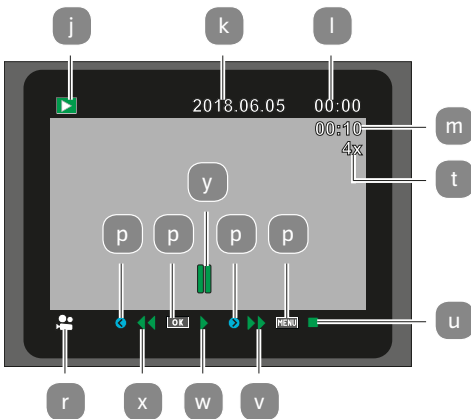 j k l
2018.06.05 00:00
00:10 m
4x
t
y
p p p p
OK MENU
u
r x w v